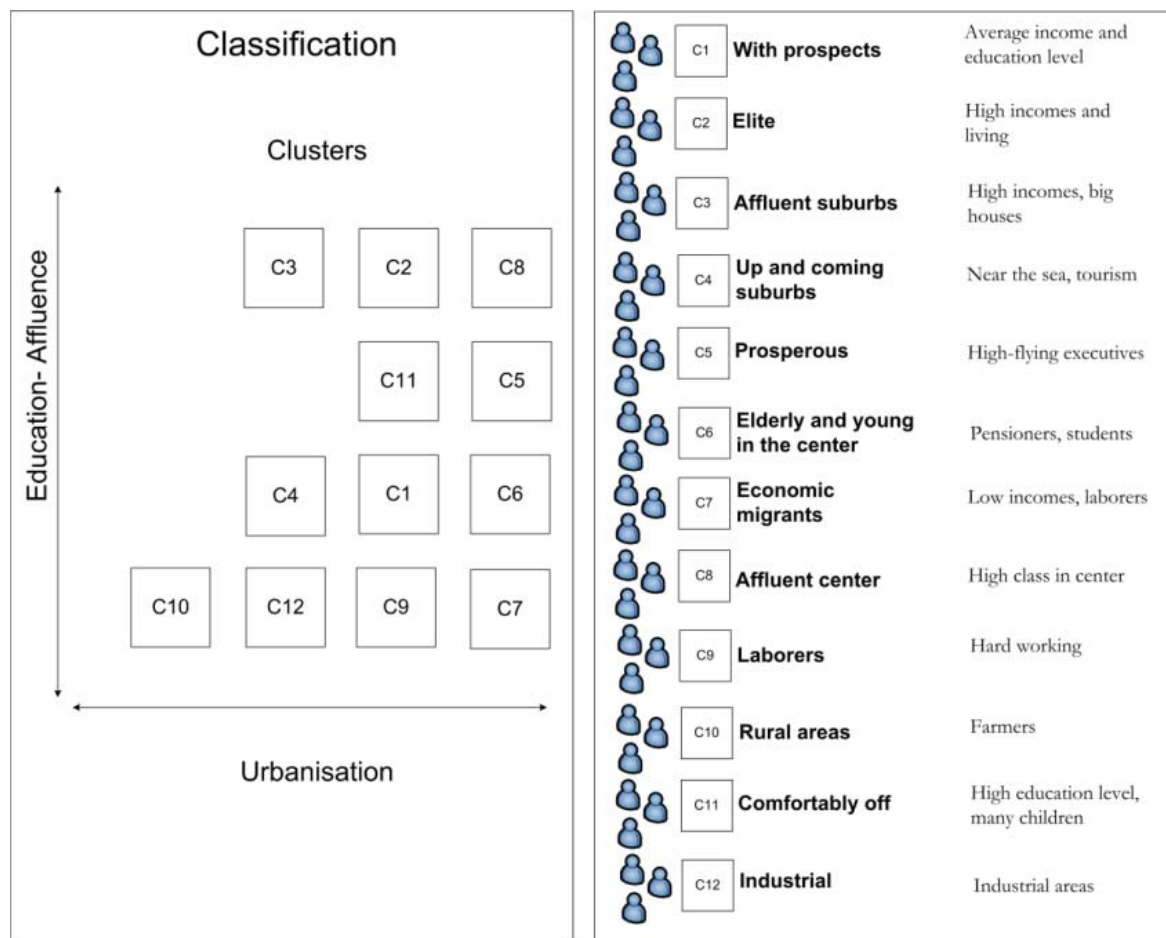 Classification
Clusters
Education- Affluence
C3
C2
C8
C11
C5
C4
C1
C6
C10
C12
C9
C7
Urbanisation
C1
With prospects
Average income and
education level
C2
Elite
High incomes and
living
C3
Affluent suburbs
High incomes, big
houses
C4
Up and coming
suburbs
Near the sea, tourism
C5
Prosperous
High-flying executives
C6
Elderly and young
in the center
Pensioners, students
C7
Economic
migrants
Low incomes, laborers
C8
Affluent center
High class in center
C9
Laborers
Hard working
C10
Rural areas
Farmers
C11
Comfortably off
High education level,
many children
C12
Industrial
Industrial areas